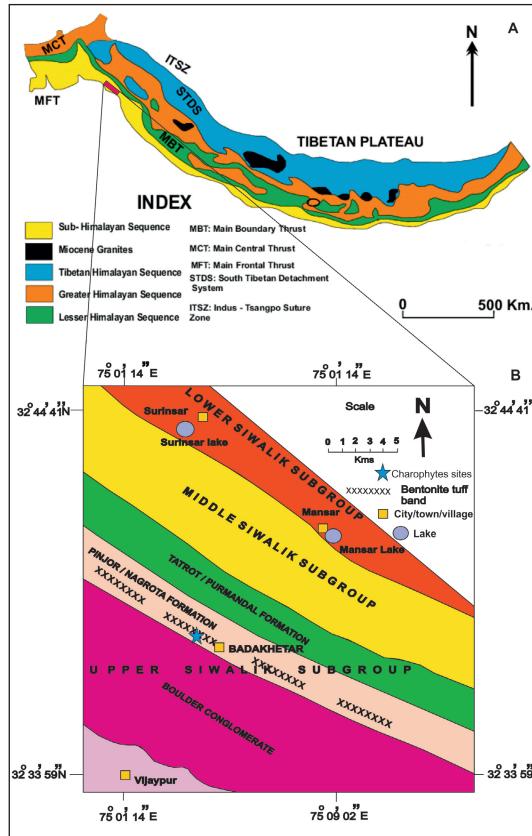 A
N
MCT
ITSZ
STDS
MFT
MBT
TIBETAN PLATEAU
INDEX
Sub- Himalayan Sequence
Miocene Granites
Tibetan Himalayan Sequence
Greater Himalayan Sequence
Lesser Himalayan Sequence
MBT: Main Boundary Thrust
MCT: Main Central Thrust
MFT: Main Frontal Thrust
STDS: South Tibetan Detachment
System
ITSZ: Indus - Tsangpo Suture
Zone
0 500 Km.
75° 01' 14" E
75° 01' 14" E
B
32° 44' 41" N
32° 44' 41"
Scale
N
0 1 2 3 4 5
Kms
Charophytes sites
xxxxxxxx Bentonite tuff
band
City/town/village
Lake
LOWER SIWALIK SUBGROUP
Surinsar
Surinsar lake
Mansar
Mansar Lake
MIDDLE SIWALIK SUBGROUP
TATROT / PURMANDAL FORMATION
PINJOR / NAGROTA FORMATION
XXXXXXXX
XXXXXXXX
BADAKHETAR
XXXXXXXX
XXXXXXXX
UPPER SIWALIK SUBGROUP
BOULDER CONGLOMERATE
Vijaypur
32° 33' 59" N
32° 33' 59"
75° 01' 14" E
75° 09' 02" E